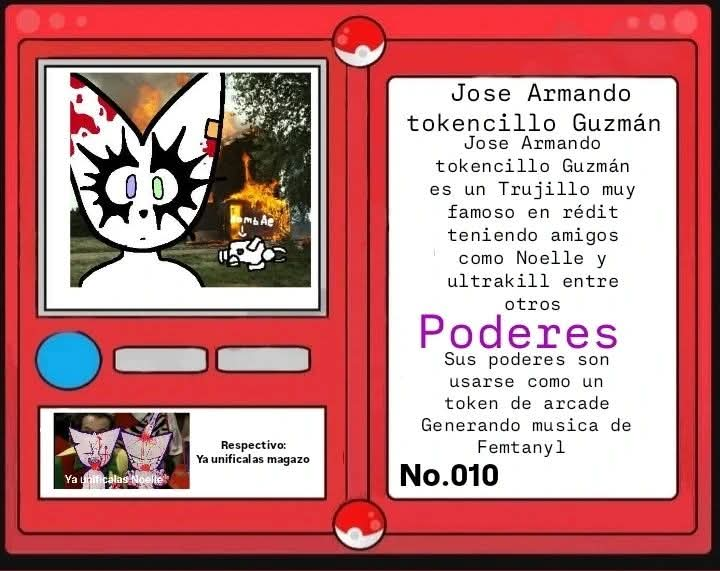 Jose Armando
tokencillo Guzmán
Jose Armando
tokencillo Guzmán
es un Trujillo muy
famoso en rédit
teniendo amigos
como Noelle y
ultrakill entre
otros
Poderes
Sus poderes son
usarse como un
token de arcade
Generando musica de
Femtanyl
No.010
Ya unificalas Noelle
Respectivo:
Ya unificalas magazo